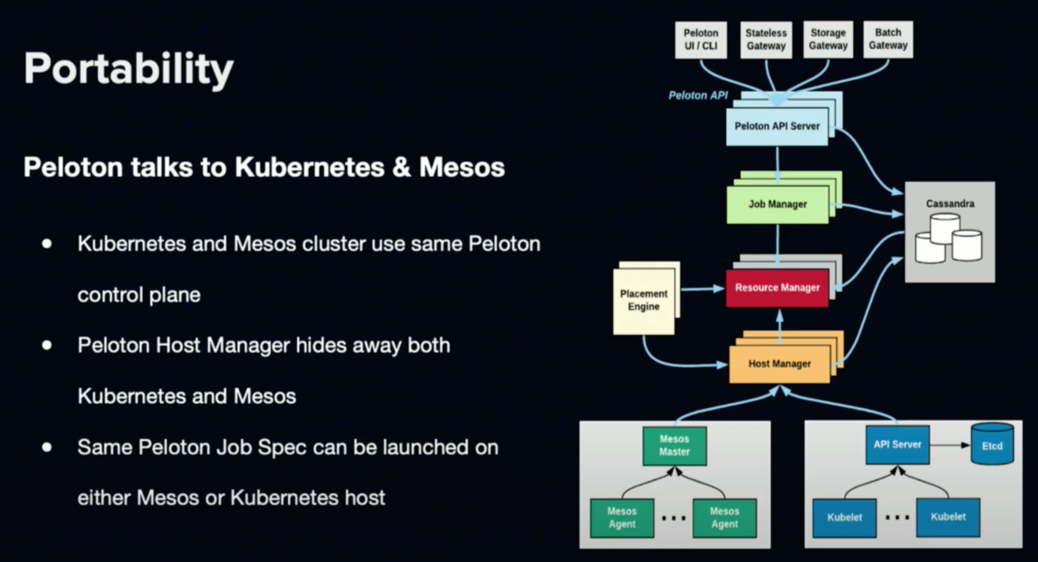 Portability
Peloton talks to Kubernetes & Mesos
● Kubernetes and Mesos cluster use same Peloton
control plane
● Peloton Host Manager hides away both
Kubernetes and Mesos
● Same Peloton Job Spec can be launched on
either Mesos or Kubernetes host
Peloton
UI / CLI
Stateless
Gateway
Storage
Gateway
Batch
Gateway
Peloton API
Peloton API Server
Job Manager
Cassandra
Placement
Engine
Resource Manager
Host Manager
Mesos
Master
Mesos
Agent
...
Mesos
Agent
API Server
Etcd
Kubelet
...
Kubelet